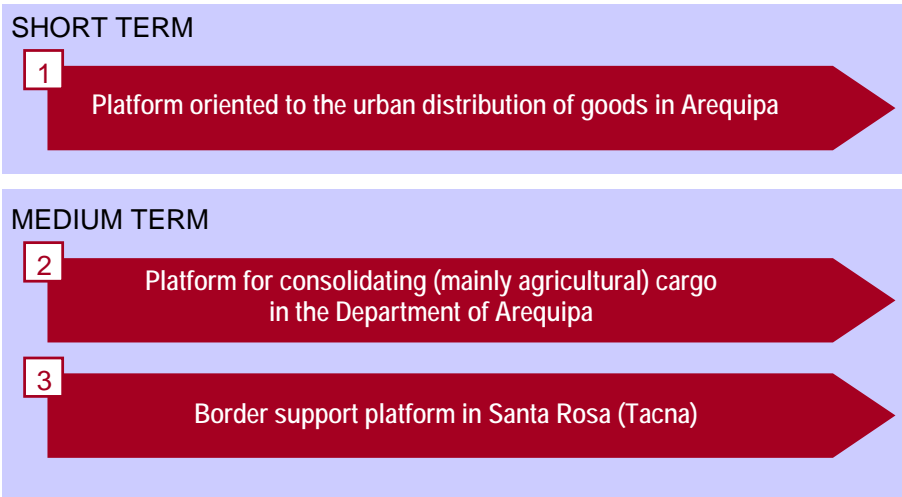 SHORT TERM
1
Platform oriented to the urban distribution of goods in Arequipa
MEDIUM TERM
2
Platform for consolidating (mainly agricultural) cargo
in the Department of Arequipa
3
Border support platform in Santa Rosa (Tacna)